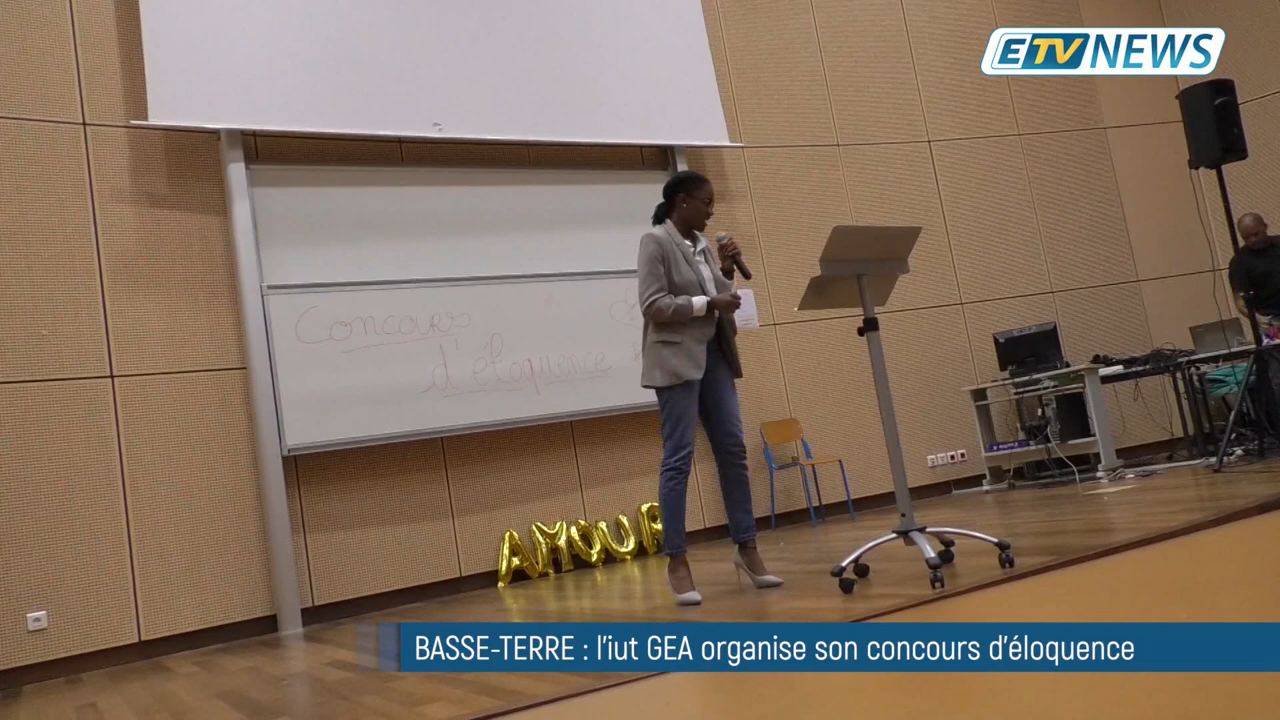 ETV NEWS
Concours
d'éloquence
AMOUR
BASSE-TERRE : l'iut GEA organise son concours d'éloquence